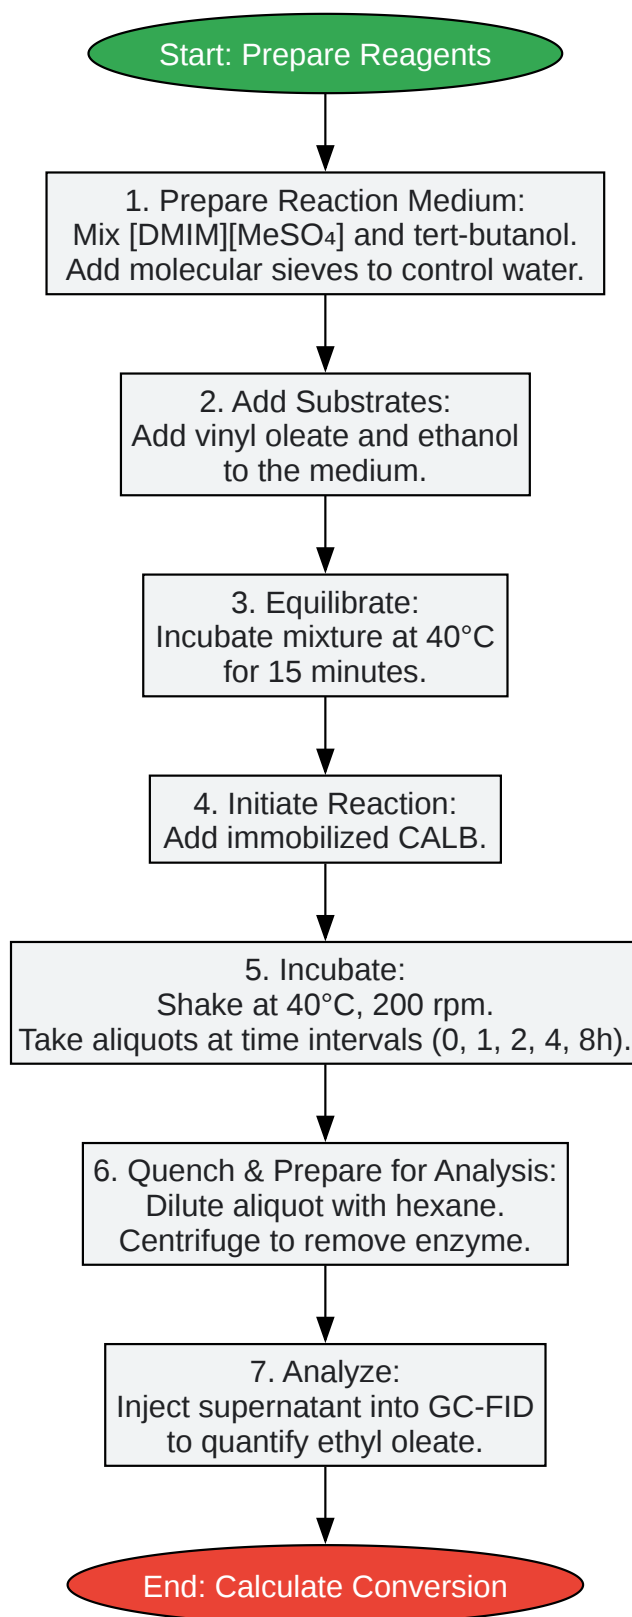 Start: Prepare Reagents
1. Prepare Reaction Medium:
Mix [DMIM][MeSO₄] and tert-butanol.
Add molecular sieves to control water.
2. Add Substrates:
Add vinyl oleate and ethanol
to the medium.
3. Equilibrate:
Incubate mixture at 40°C
for 15 minutes.
4. Initiate Reaction:
Add immobilized CALB.
5. Incubate:
Shake at 40°C, 200 rpm.
Take aliquots at time intervals (0, 1, 2, 4, 8h).
6. Quench & Prepare for Analysis:
Dilute aliquot with hexane.
Centrifuge to remove enzyme.
7. Analyze:
Inject supernatant into GC-FID
to quantify ethyl oleate.
End: Calculate Conversion